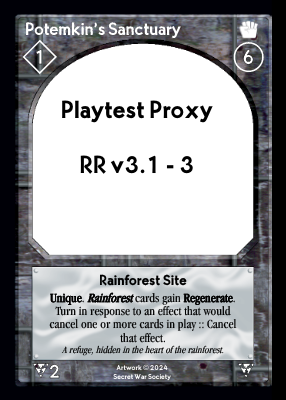 Potemkin's Sanctuary
1
6
Playtest Proxy
RR v3.1 - 3
Rainforest Site
Unique. Rainforest cards gain Regenerate.
Turn in response to an effect that would
cancel one or more cards in play :: Cancel
that effect.
A refuge, hidden in the heart of the rainforest.
2
Artwork © 2024
Secret War Society